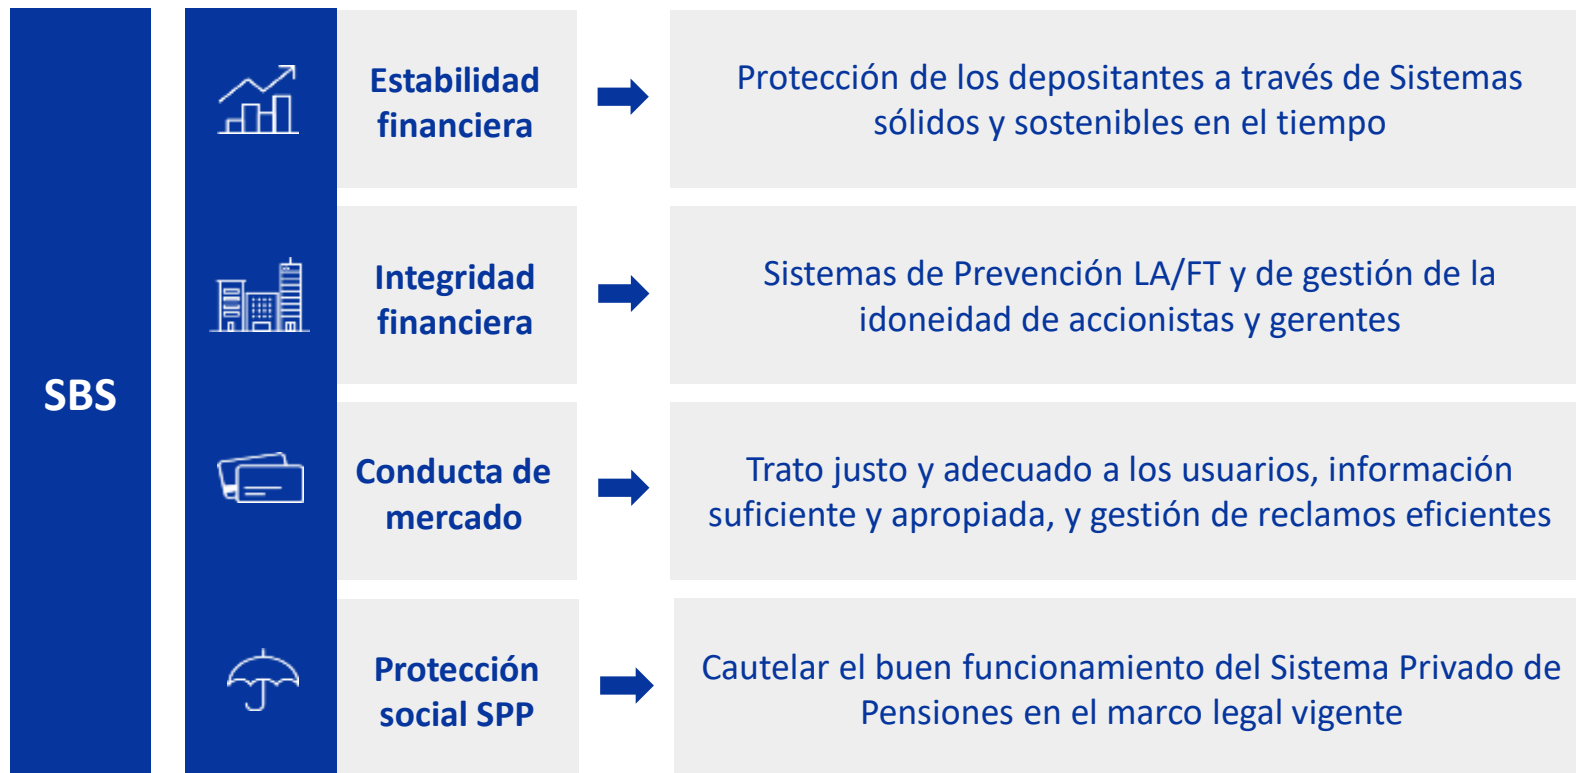 SBS
Estabilidad
financiera
Protección de los depositantes a través de Sistemas
sólidos y sostenibles en el tiempo
Integridad
financiera
Sistemas de Prevención LA/FT y de gestión de la
idoneidad de accionistas y gerentes
Conducta de
mercado
Trato justo y adecuado a los usuarios, información
suficiente y apropiada, y gestión de reclamos eficientes
Protección
social SPP
Cautelar el buen funcionamiento del Sistema Privado de
Pensiones en el marco legal vigente